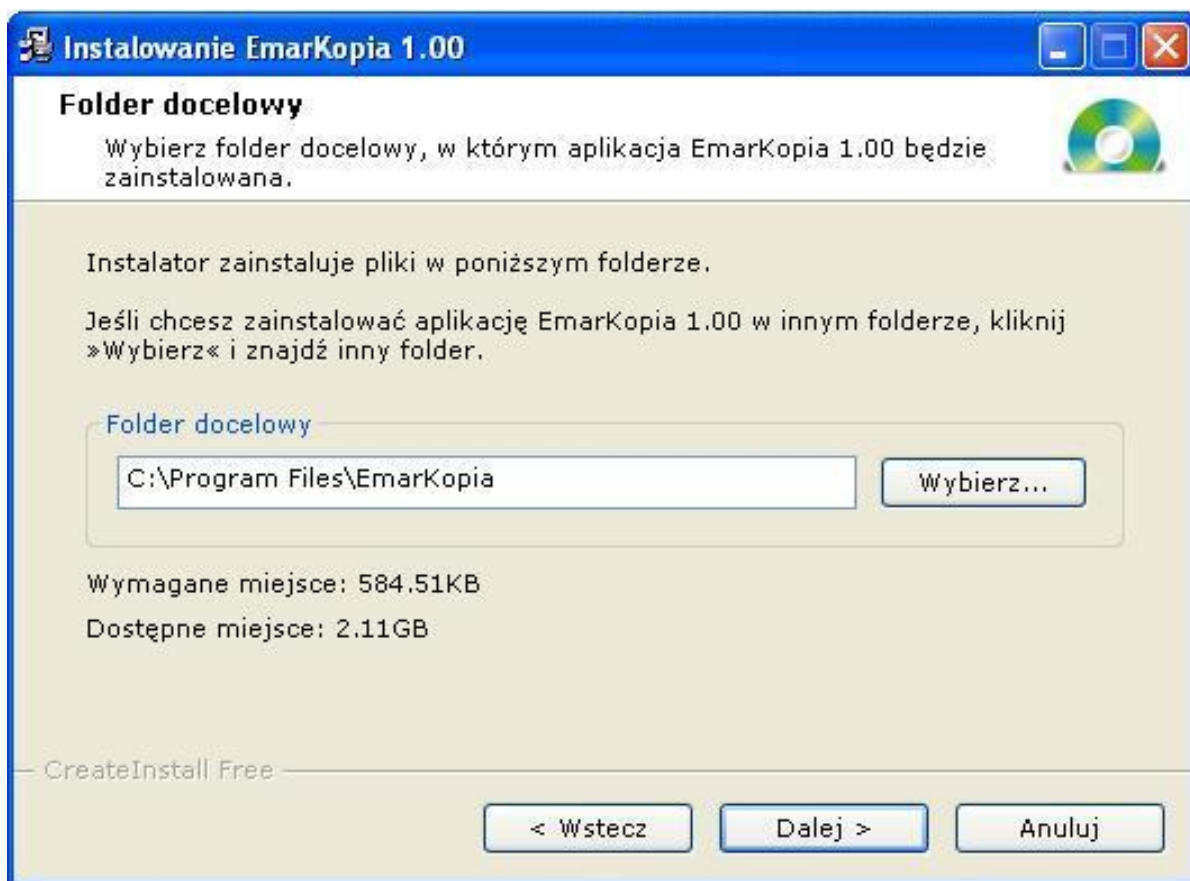 Instalowanie EmarKopia 1.00
Folder docelowy
Wybierz folder docelowy, w którym aplikacja EmarKopia 1.00 będzie
zainstalowana.
Instalator zainstaluje pliki w poniższym folderze.
Jeśli chcesz zainstalować aplikację EmarKopia 1.00 w innym folderze, kliknij
»Wybierz« i znajdź inny folder.
Folder docelowy
C:\Program Files\EmarKopia
Wybierz...
Wymagane miejsce: 584.51KB
Dostępne miejsce: 2.11GB
CreateInstall Free
< Wstecz
Dalej >
Anuluj